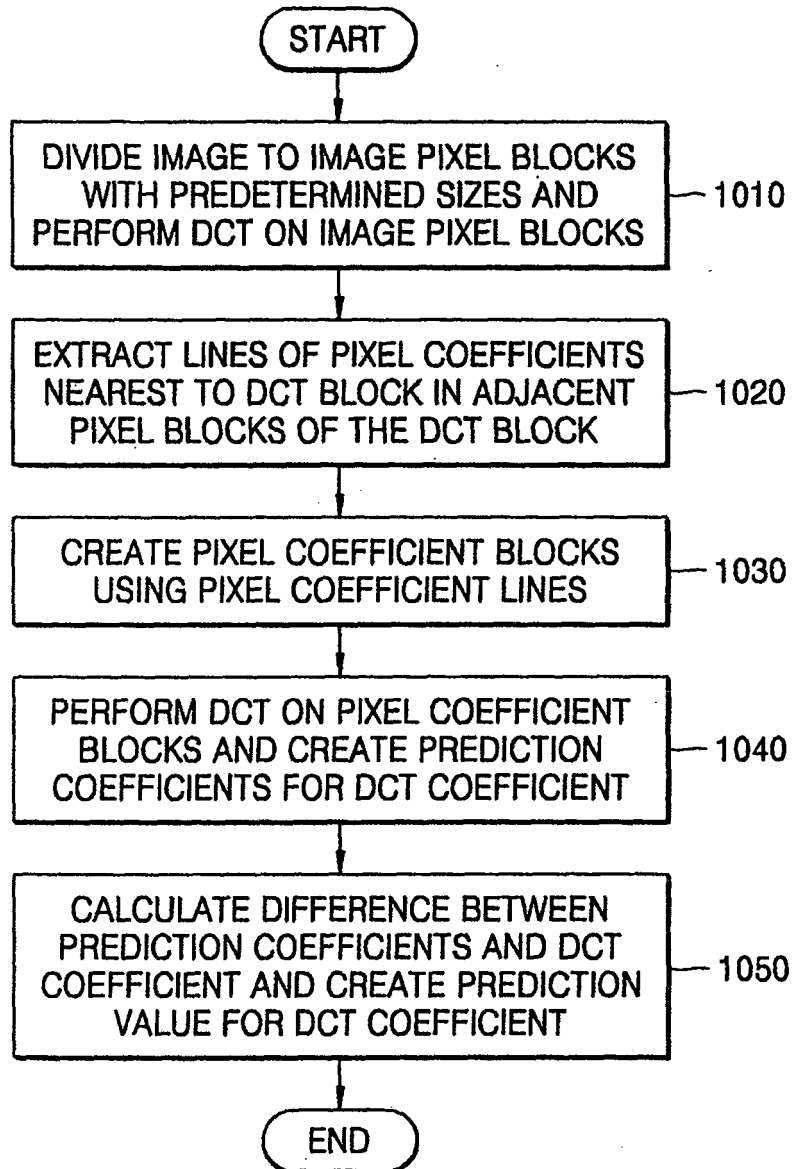 START
DIVIDE IMAGE TO IMAGE PIXEL BLOCKS
WITH PREDETERMINED SIZES AND
PERFORM DCT ON IMAGE PIXEL BLOCKS
1010
EXTRACT LINES OF PIXEL COEFFICIENTS
NEAREST TO DCT BLOCK IN ADJACENT
PIXEL BLOCKS OF THE DCT BLOCK
1020
CREATE PIXEL COEFFICIENT BLOCKS
USING PIXEL COEFFICIENT LINES
1030
PERFORM DCT ON PIXEL COEFFICIENT
BLOCKS AND CREATE PREDICTION
COEFFICIENTS FOR DCT COEFFICIENT
1040
CALCULATE DIFFERENCE BETWEEN
PREDICTION COEFFICIENTS AND DCT
COEFFICIENT AND CREATE PREDICTION
VALUE FOR DCT COEFFICIENT
1050
END